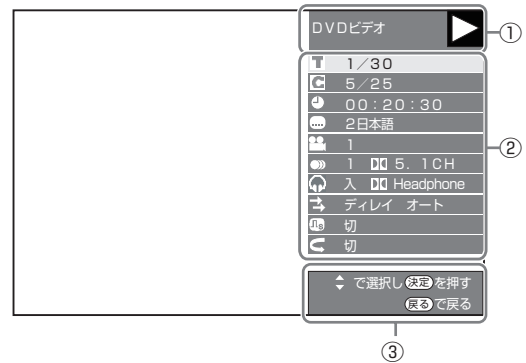 DVDビデオ
①
T 1/30
C 5/25
00:20:30
2日本語
1
②
1 DD 5.1CH
入 DD Headphone
ディレイ オート
切
切
で選択し 決定 を押す
戻る で戻る
③